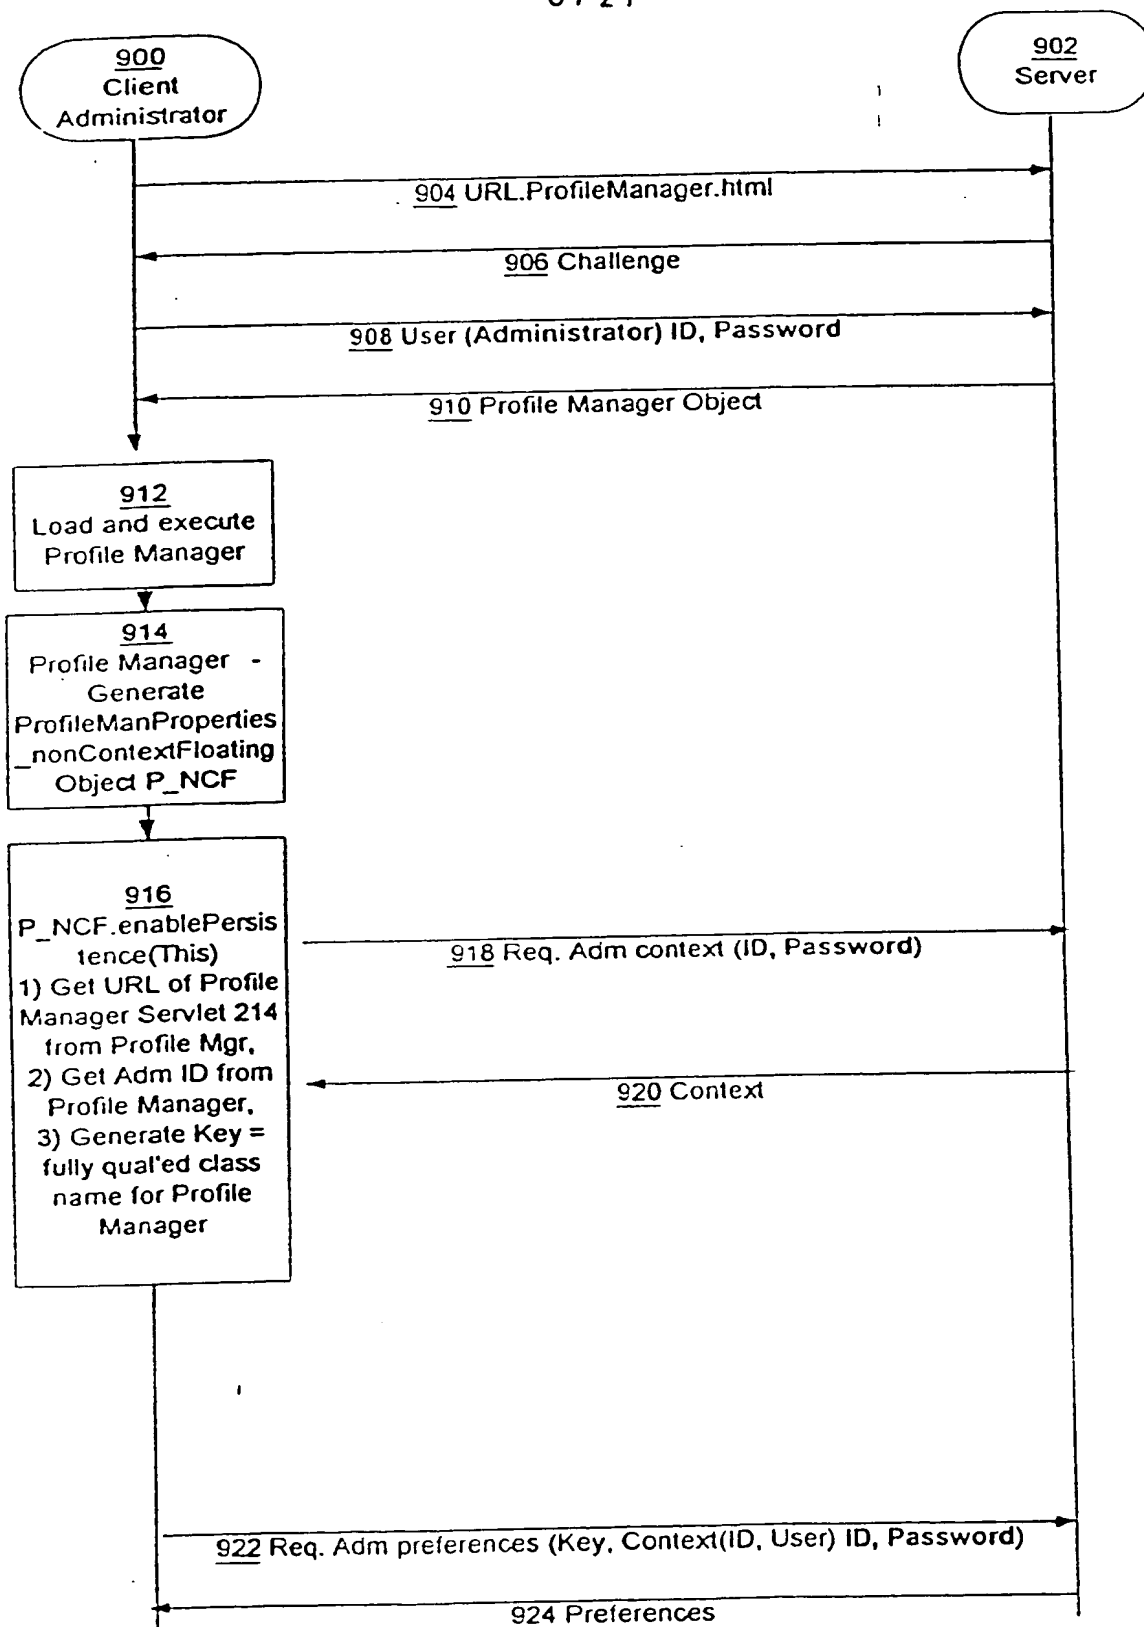 900
Client
Administrator
902
Server
904 URL.ProfileManager.html
906 Challenge
908 User (Administrator) ID, Password
910 Profile Manager Object
912
Load and execute
Profile Manager
914
Profile Manager -
Generate
ProfileManProperties
_nonContextFloating
Object P_NCF
916
P_NCF.enablePersis
tence(This)
1) Get URL of Profile
Manager Servlet 214
from Profile Mgr,
2) Get Adm ID from
Profile Manager,
3) Generate Key =
fully qual'ed class
name for Profile
Manager
918 Req. Adm context (ID, Password)
920 Context
922 Req. Adm preferences (Key, Context(ID, User) ID, Password)
924 Preferences